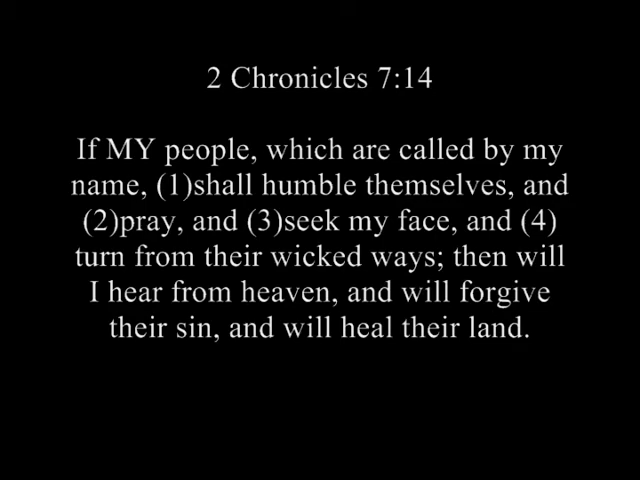 2 Chronicles 7:14
If MY people, which are called by my
name, (1)shall humble themselves, and
(2)pray, and (3)seek my face, and (4)
turn from their wicked ways; then will
I hear from heaven, and will forgive
their sin, and will heal their land.